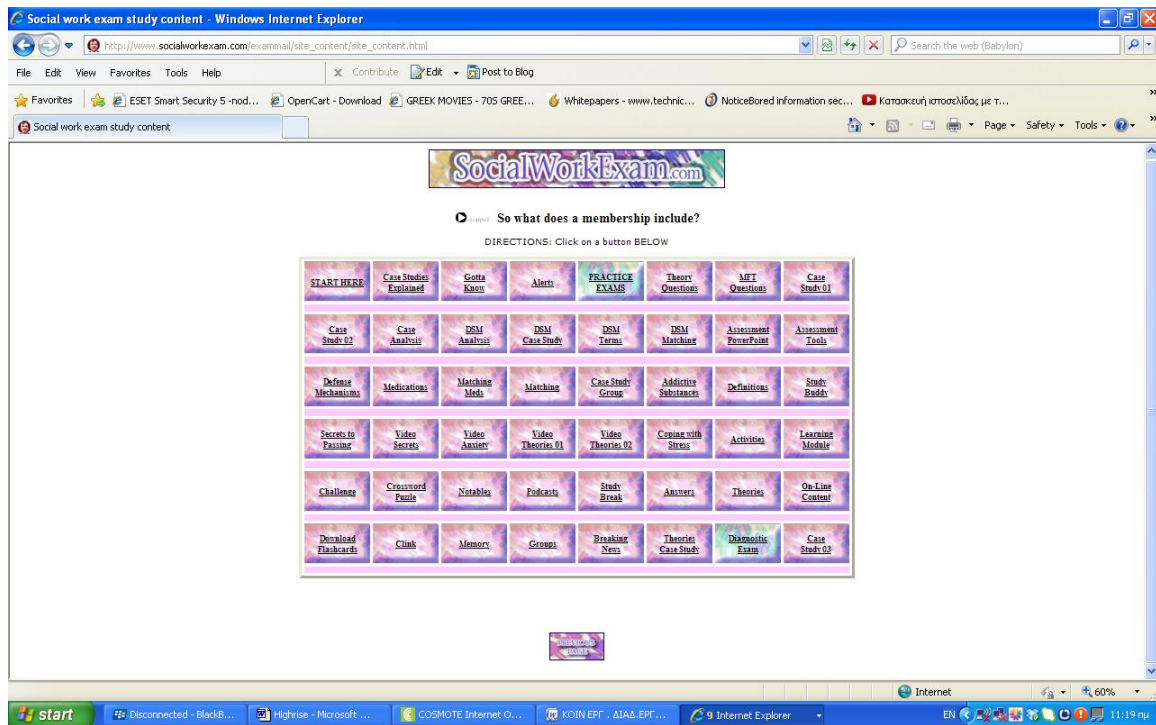 Social work exam study content - Windows Internet Explorer
http://www.socialworkexam.com/exammail/site_content/site_content.html
Search the web (Babylon)
File Edit View Favorites Tools Help
x Contribute Edit Post to Blog
Favorites ESET Smart Security 5 -nod... OpenCart - Download GREEK MOVIES - 705 GREE... Whitepapers - www.technic... NoticeBored information sec... Κατασκευή ιστοσελίδας με τ...
Social work exam study content
Page Safety Tools
SocialWorkExam.com
So what does a membership include?
DIRECTIONS: Click on a button BELOW
START HERE
Case Studies
Explained
Gotta
Know
Alerts
PRACTICE
EXAMS
Theory
Questions
MFT
Questions
Case
Study 01
Case
Study 02
Case
Analysis
DSM
Analysis
DSM
Case Study
DSM
Terms
DSM
Matching
Assessment
PowerPoint
Assessment
Tools
Defense
Mechanisms
Medications
Matching
Meds
Matching
Case Study
Group
Addictive
Substances
Definitions
Study
Buddy
Secrets to
Passing
Video
Secrets
Video
Anxiety
Video
Theories 01
Video
Theories 02
Coping with
Stress
Activities
Learning
Module
Challenge
Crossword
Puzzle
Notables
Podcasts
Study
Break
Answers
Theories
On-Line
Content
Download
Flashcards
Clink
Memory
Groups
Breaking
News
Theories
Case Study
Diagnostic
Exam
Case
Study 03
PREVIOUS
PAGE
Internet
60%
start
Disconnected - BlackB...
Highrise - Microsoft ...
COSMOTE Internet O...
ΚΟΙΝ ΕΡΓ . ΔΙΑΔ.ΕΡΓ...
9 Internet Explorer
EN
11:19 πμ